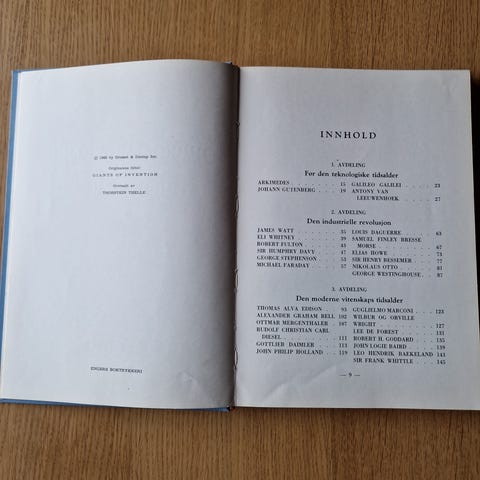 © 1962 by Grosset & Dunlap Inc.
Originalens tittel
GIANTS OF INVENTION
Oversatt av
THORSTEIN THELLE
ENGERS BOKTRYKKERI
INNHOLD
1. AVDELING
Før den teknologiske tidsalder
ARKIMEDES 15
JOHANN GUTENBERG 19
GALILEO GALILEI 23
ANTONY VAN
LEEUWENHOEK 27
2. AVDELING
Den industrielle revolusjon
JAMES WATT 35
ELI WHITNEY 39
ROBERT FULTON 43
SIR HUMPHRY DAVY 47
GEORGE STEPHENSON 53
MICHAEL FARADAY 57
LOUIS DAGUERRE 63
SAMUEL FINLEY BREESE
MORSE 67
ELIAS HOWE 73
SIR HENRY BESSEMER 77
NIKOLAUS OTTO 81
GEORGE WESTINGHOUSE 87
3. AVDELING
Den moderne vitenskaps tidsalder
THOMAS ALVA EDISON 93
ALEXANDER GRAHAM BELL 102
OTTMAR MERGENTHALER 107
RUDOLF CHRISTIAN CARL
DIESEL 111
GOTTLIEB DAIMLER 115
JOHN PHILIP HOLLAND 119
GUGLIELMO MARCONI 123
WILBUR OG ORVILLE
WRIGHT 127
LEE DE FOREST 131
ROBERT H. GODDARD 135
JOHN LOGIE BAIRD 139
LEO HENDRIK BAEKELAND 143
SIR FRANK WHITTLE 145
— 9 —